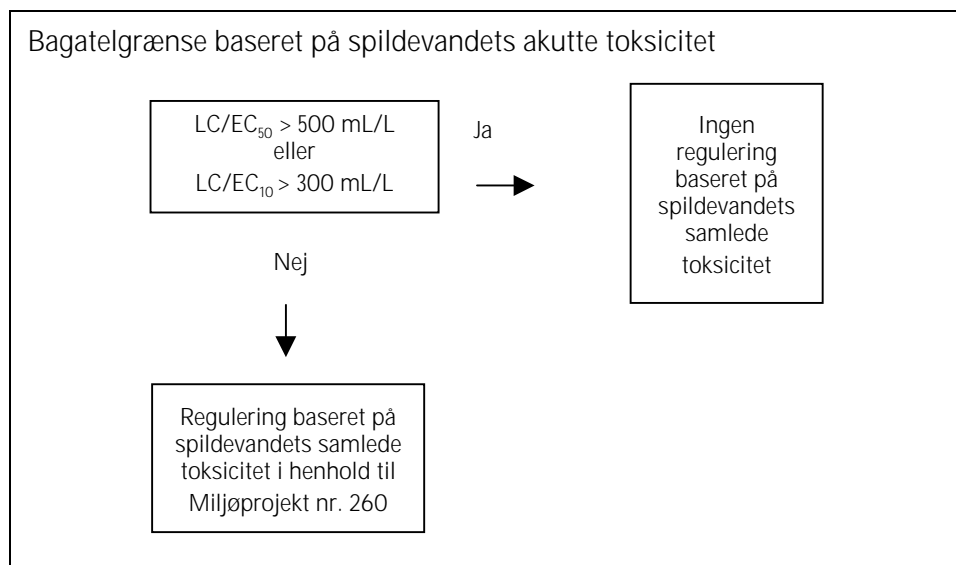 Bagatelgrænse baseret på spildevandets akutte toksicitet
LC/EC₅₀ > 500 mL/L
eller
LC/EC₁₀ > 300 mL/L
Ja
Ingen
regulering
baseret på
spildevandets
samlede
toksicitet
Nej
Regulering baseret på
spildevandets samlede
toksicitet i henhold til
Miljøprojekt nr. 260